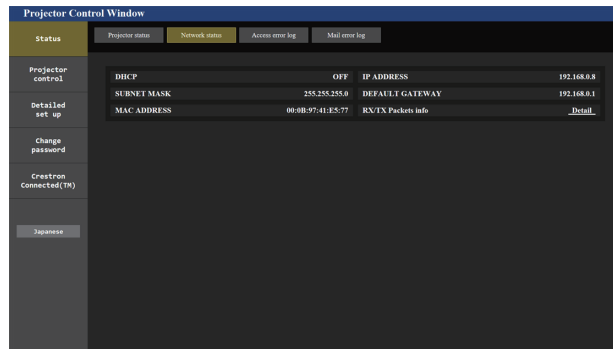 Projector Control Window
Status
Projector status
Network status
Access error log
Mail error log
Projector
control
Detailed
set up
Change
password
Crestron
Connected(TM)
Japanese
DHCP OFF IP ADDRESS 192.168.0.8
SUBNET MASK 255.255.255.0 DEFAULT GATEWAY 192.168.0.1
MAC ADDRESS 00:0B:97:41:E5:77 RX/TX Packets info Detail